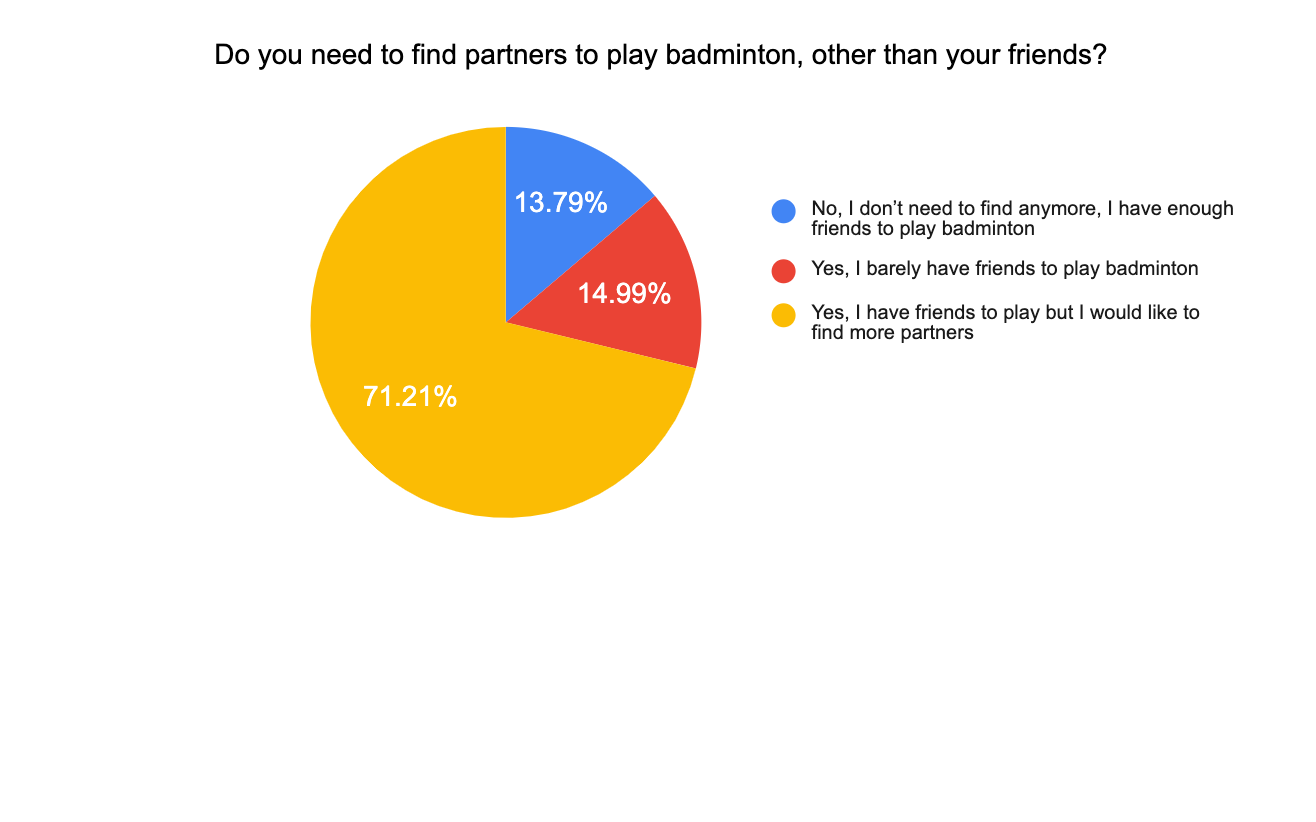 Do you need to find partners to play badminton, other than your friends?
13.79%
14.99%
71.21%
No, I don’t need to find anymore, I have enough
friends to play badminton
Yes, I barely have friends to play badminton
Yes, I have friends to play but I would like to
find more partners